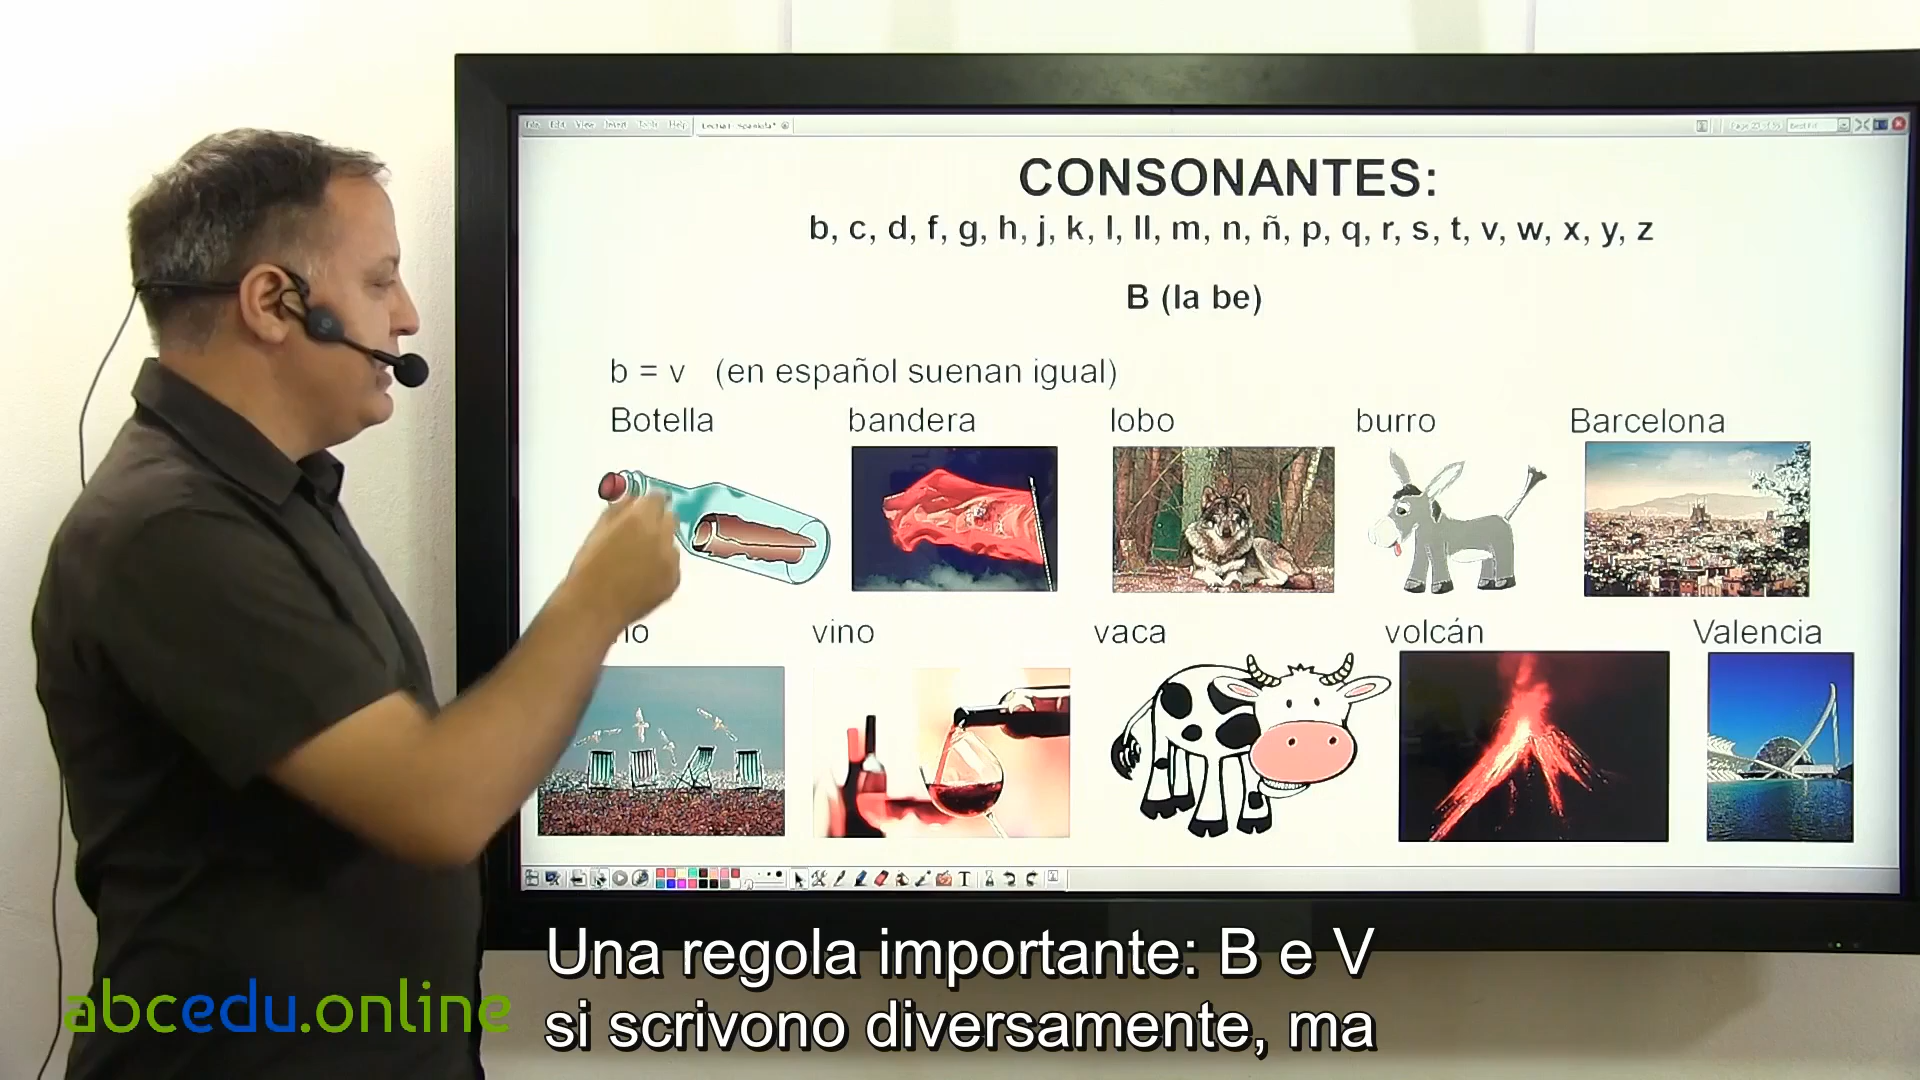 CONSONANTES:
b, c, d, f, g, h, j, k, l, ll, m, n, ñ, p, q, r, s, t, v, w, x, y, z
B (la be)
b = v (en español suenan igual)
Botella bandera lobo burro Barcelona
vino vaca volcán Valencia
Una regola importante: B e V
si scrivono diversamente, ma
abcedu.online